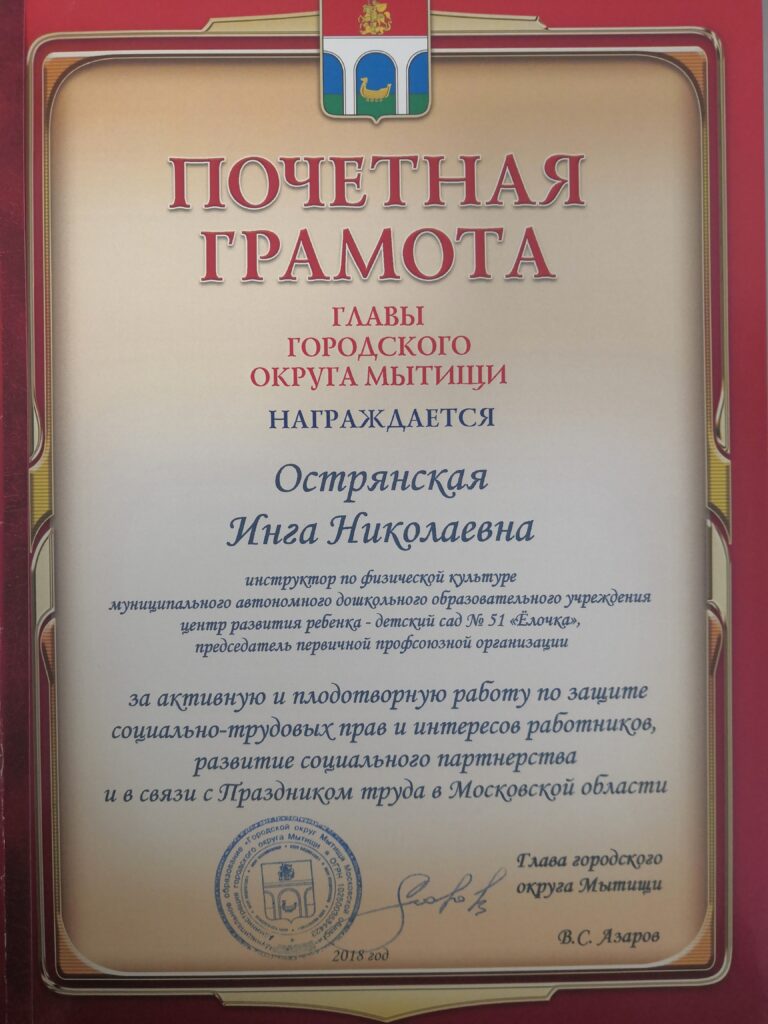 ПОЧЕТНАЯ
ГРАМОТА
ГЛАВЫ
ГОРОДСКОГО
ОКРУГА МЫТИЩИ
НАГРАЖДАЕТСЯ
Острянская
Инга Николаевна
инструктор по физической культуре
муниципального автономного дошкольного образовательного учреждения
центр развития ребенка - детский сад № 51 «Ёлочка»,
председатель первичной профсоюзной организации
за активную и плодотворную работу по защите
социально-трудовых прав и интересов работников,
развитие социального партнерства
и в связи с Праздником труда в Московской области
Глава городского
округа Мытищи
В.С. Азаров
2018 год